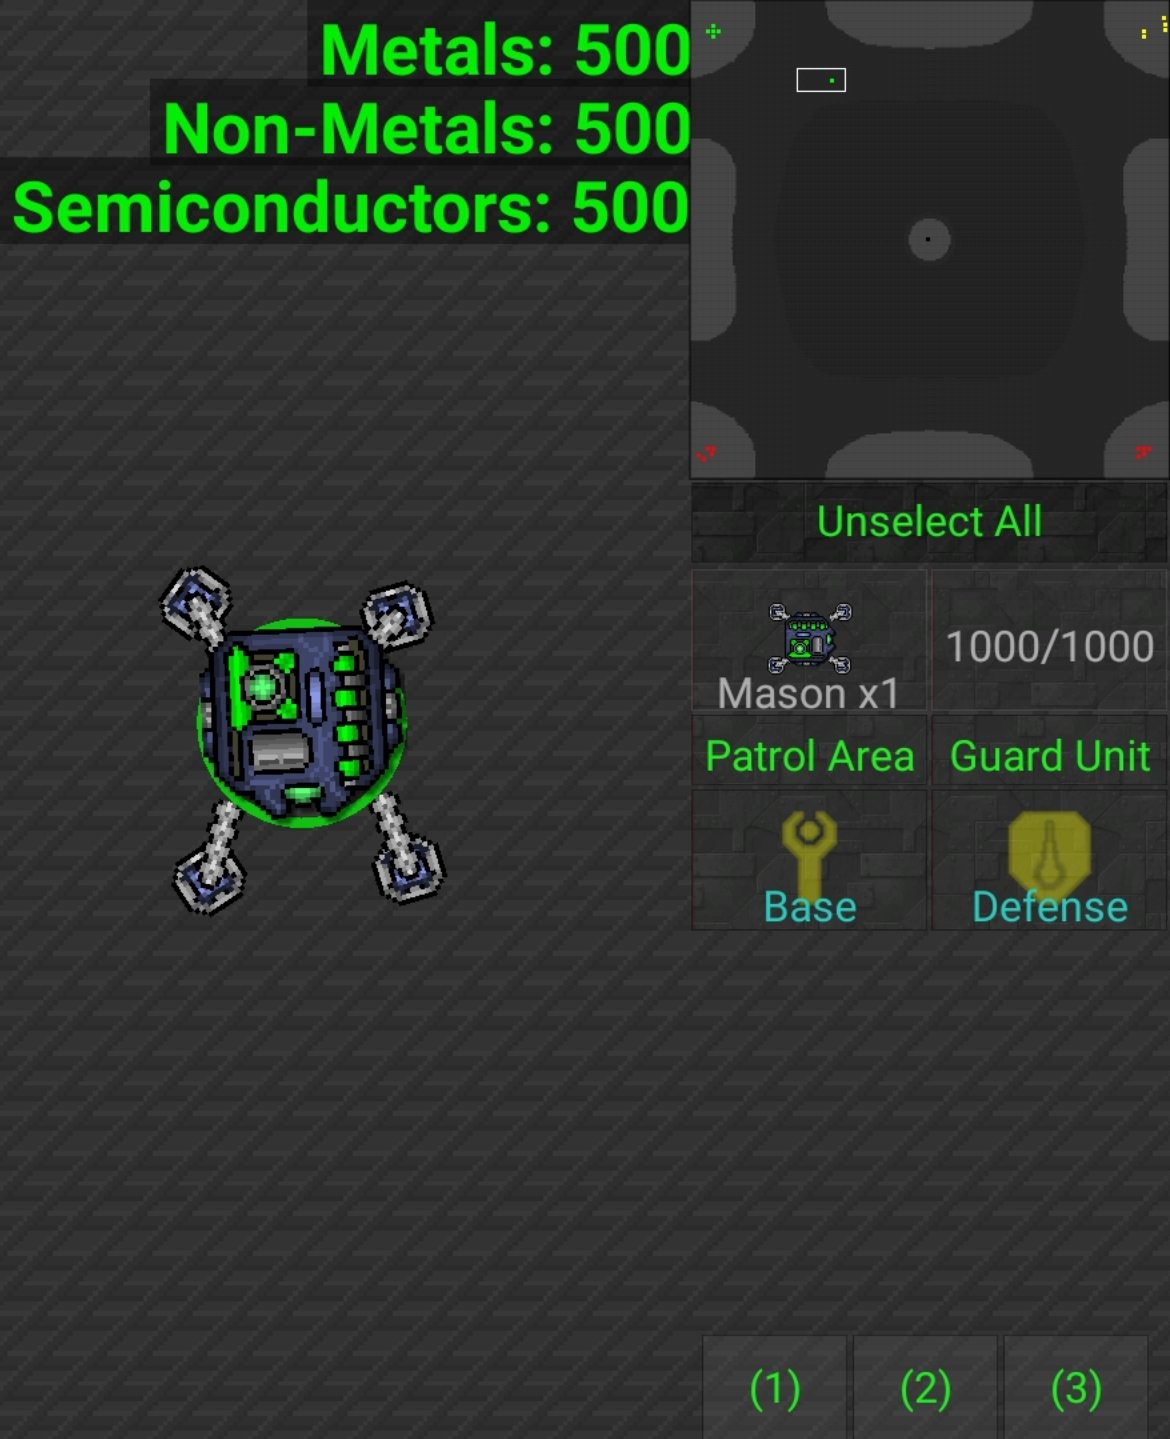 Metals: 500
Non-Metals: 500
Semiconductors: 500
Unselect All
Mason x1
1000/1000
Patrol Area
Guard Unit
Base
Defense
(1)
(2)
(3)